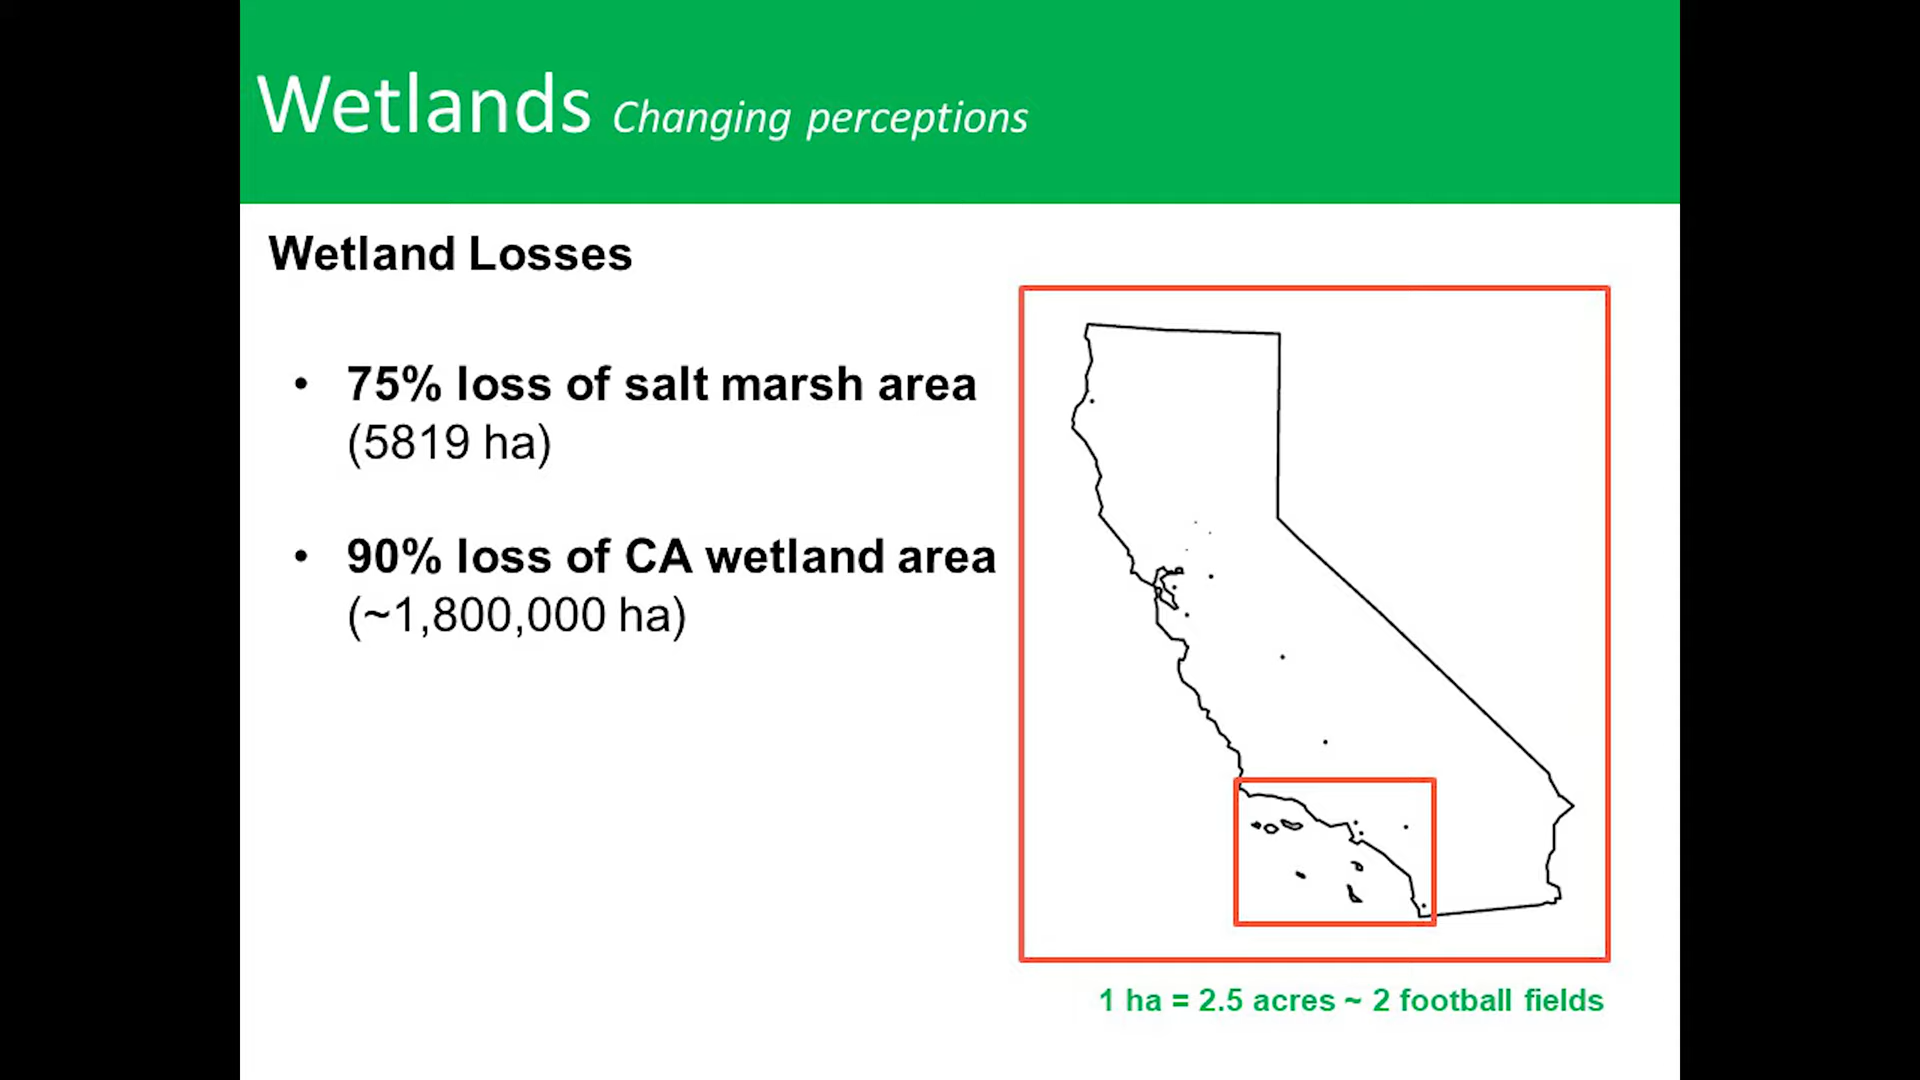 Wetlands Changing perceptions
Wetland Losses
• 75% loss of salt marsh area
(5819 ha)
• 90% loss of CA wetland area
(~1,800,000 ha)
1 ha = 2.5 acres ~ 2 football fields